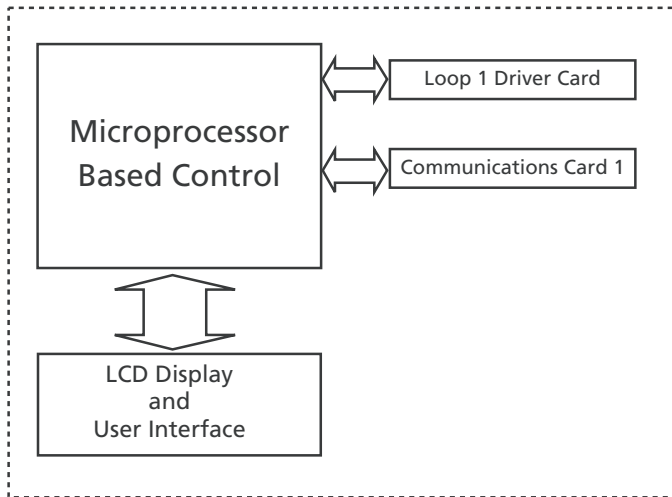 Microprocessor
Based Control
Loop 1 Driver Card
Communications Card 1
LCD Display
and
User Interface